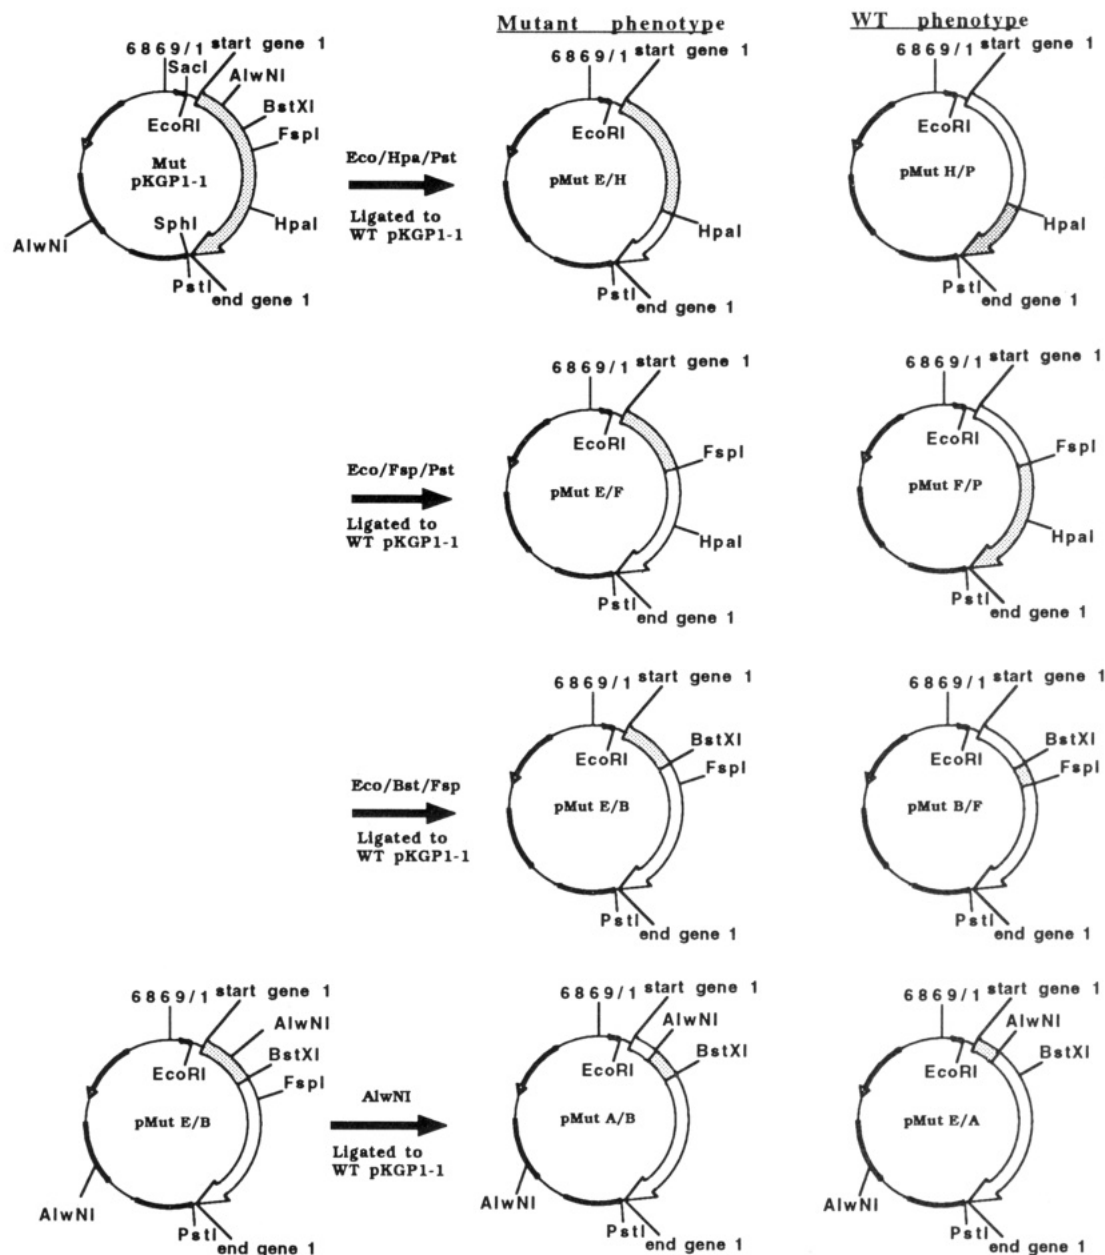 Mutant phenotype
WT phenotype
6869/1
start gene 1
SacI
AlwNI
BstXI
EcoRI
FspI
Mut
pKGP1-1
SphI
HpaI
AlwNI
PstI
end gene 1
Eco/Hpa/Pst
Ligated to
WT pKGP1-1
6869/1
start gene 1
EcoRI
pMut E/H
HpaI
PstI
end gene 1
6869/1
start gene 1
EcoRI
pMut H/P
HpaI
PstI
end gene 1
Eco/Fsp/Pst
Ligated to
WT pKGP1-1
6869/1
start gene 1
EcoRI
FspI
pMut E/F
HpaI
PstI
end gene 1
6869/1
start gene 1
EcoRI
FspI
pMut F/P
HpaI
PstI
end gene 1
Eco/Bst/Fsp
Ligated to
WT pKGP1-1
6869/1
start gene 1
BstXI
EcoRI
FspI
pMut E/B
PstI
end gene 1
6869/1
start gene 1
BstXI
EcoRI
FspI
pMut B/F
PstI
end gene 1
6869/1
start gene 1
AlwNI
BstXI
EcoRI
FspI
pMut E/B
AlwNI
PstI
end gene 1
AlwNI
Ligated to
WT pKGP1-1
6869/1
start gene 1
AlwNI
BstXI
EcoRI
pMut A/B
AlwNI
PstI
end gene 1
6869/1
start gene 1
AlwNI
BstXI
EcoRI
pMut E/A
AlwNI
PstI
end gene 1